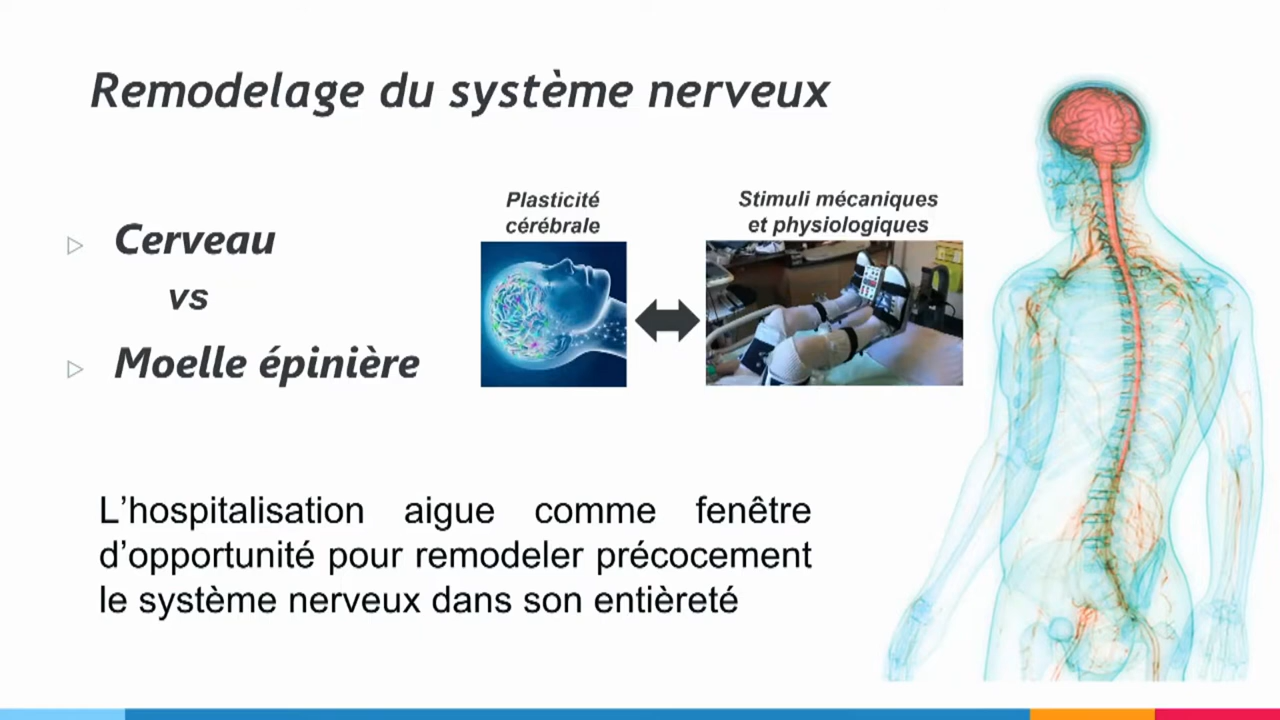 Remodelage du système nerveux
Cerveau
vs
Moelle épinière
Plasticité
cérébrale
Stimuli mécaniques
et physiologiques
L’hospitalisation aigue comme fenêtre
d’opportunité pour remodeler précocement
le système nerveux dans son entièreté